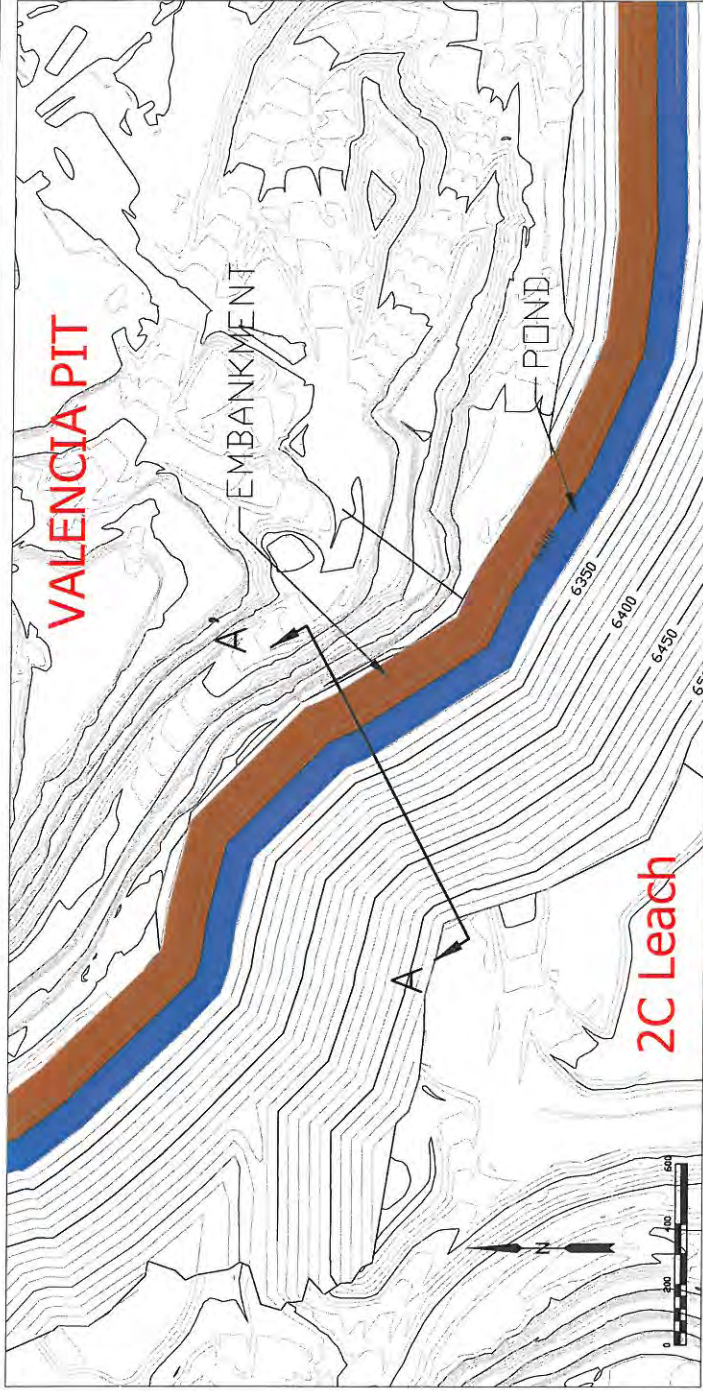 VALENCIA PIT
EMBANKMENT
POND
A'
A
6350
6400
6450
2C Leach
N
0 200 400 600